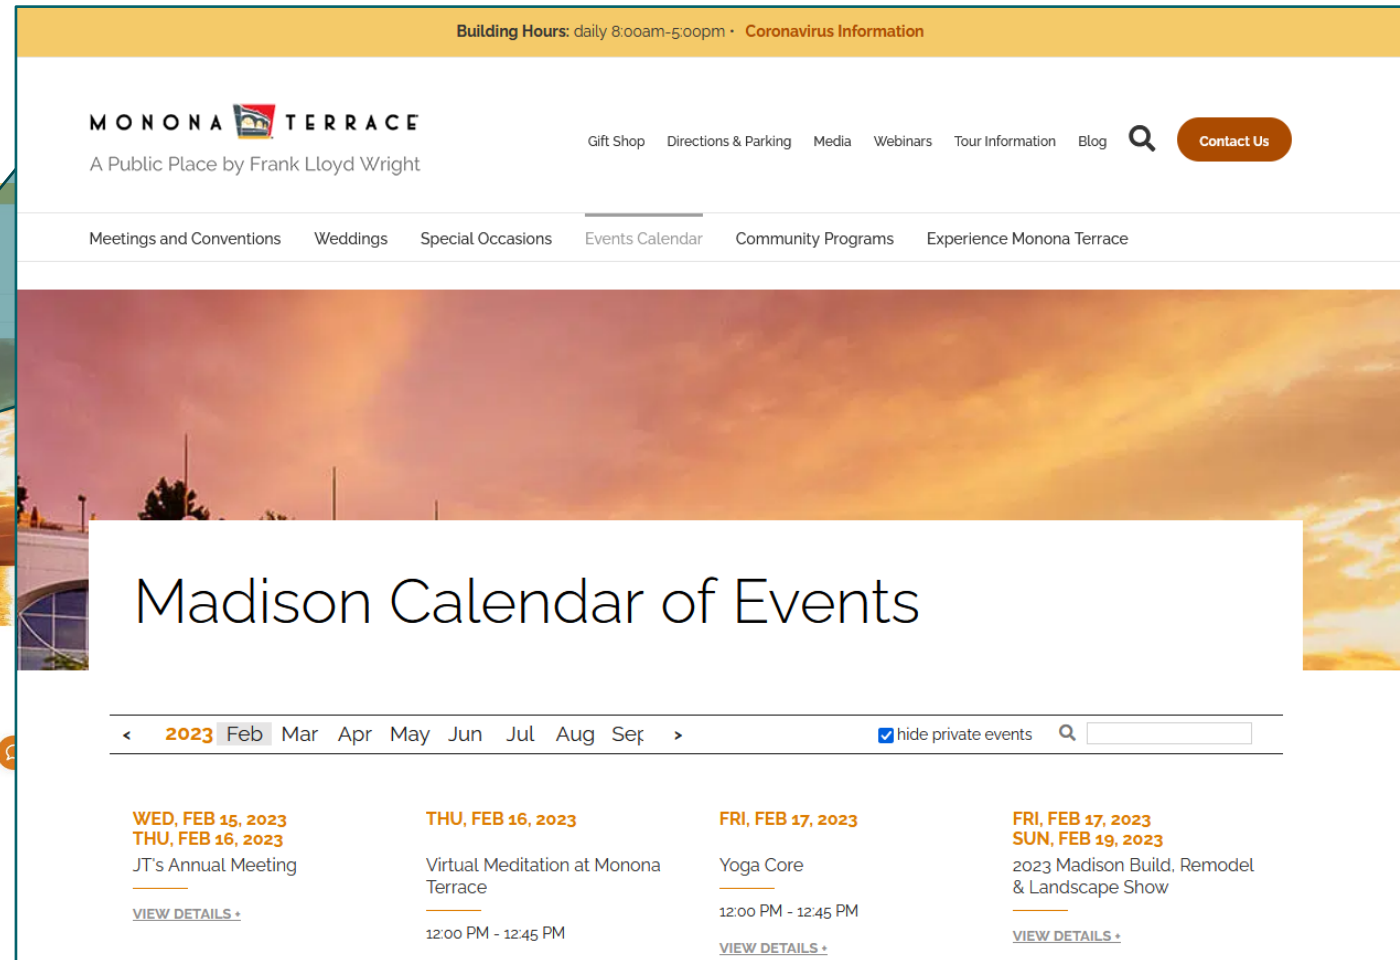 Building Hours: daily 8:00am-5:00pm • Coronavirus Information
MONONA TERRACE
A Public Place by Frank Lloyd Wright
Gift Shop Directions & Parking Media Webinars Tour Information Blog Contact Us
Meetings and Conventions Weddings Special Occasions Events Calendar Community Programs Experience Monona Terrace
Madison Calendar of Events
< 2023 Feb Mar Apr May Jun Jul Aug Sep > hide private events
WED, FEB 15, 2023
THU, FEB 16, 2023
JT's Annual Meeting
VIEW DETAILS +
THU, FEB 16, 2023
Virtual Meditation at Monona
Terrace
12:00 PM - 12:45 PM
FRI, FEB 17, 2023
Yoga Core
12:00 PM - 12:45 PM
VIEW DETAILS +
FRI, FEB 17, 2023
SUN, FEB 19, 2023
2023 Madison Build, Remodel
& Landscape Show
VIEW DETAILS +